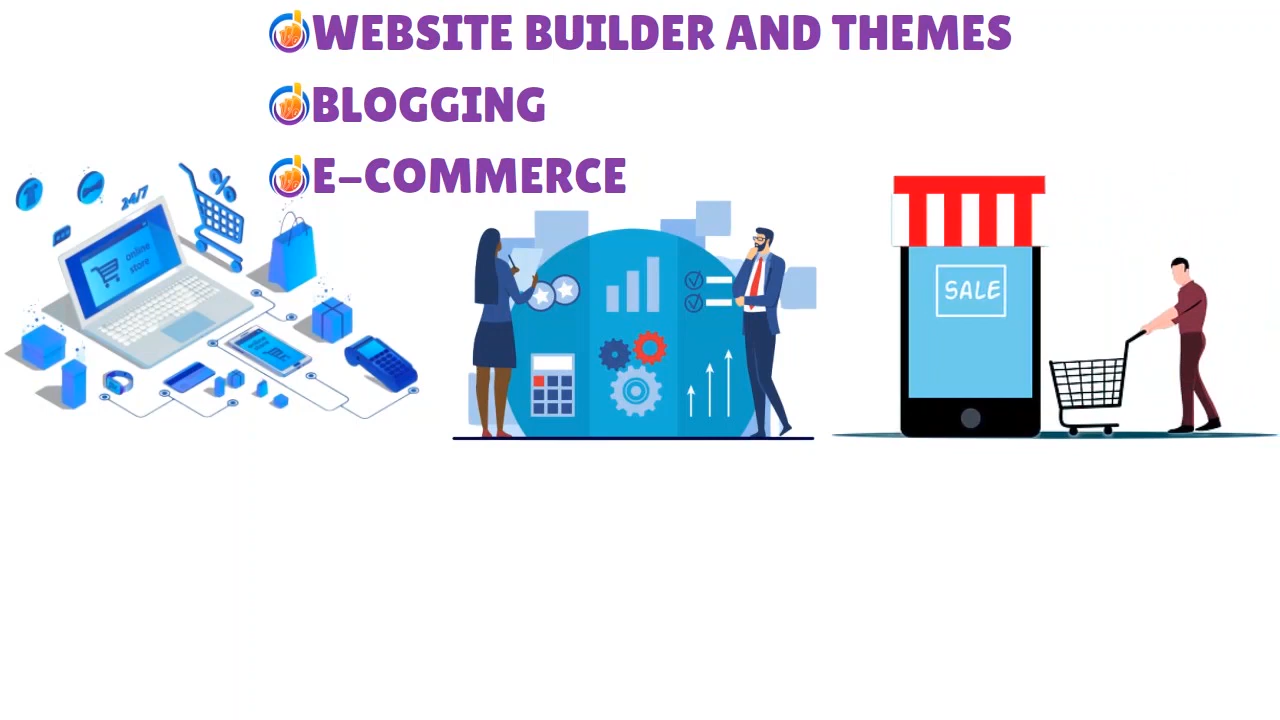 WEBSITE BUILDER AND THEMES
BLOGGING
E-COMMERCE
24/7
online
store
SALE